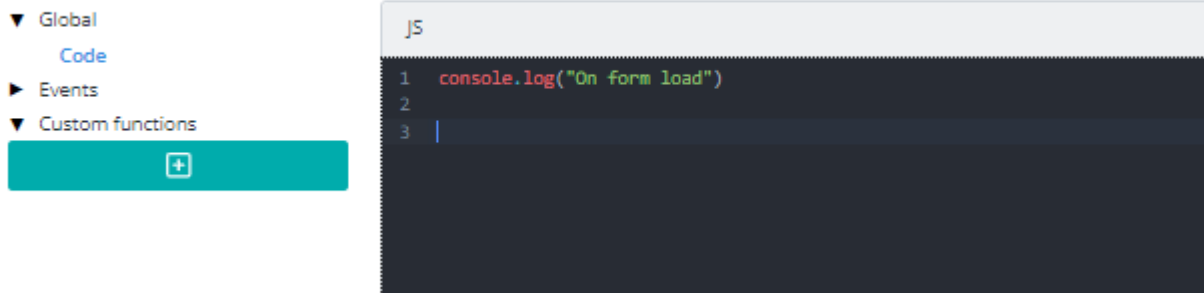 Global
Code
Events
Custom functions
JS
1 console.log("On form load")
2
3